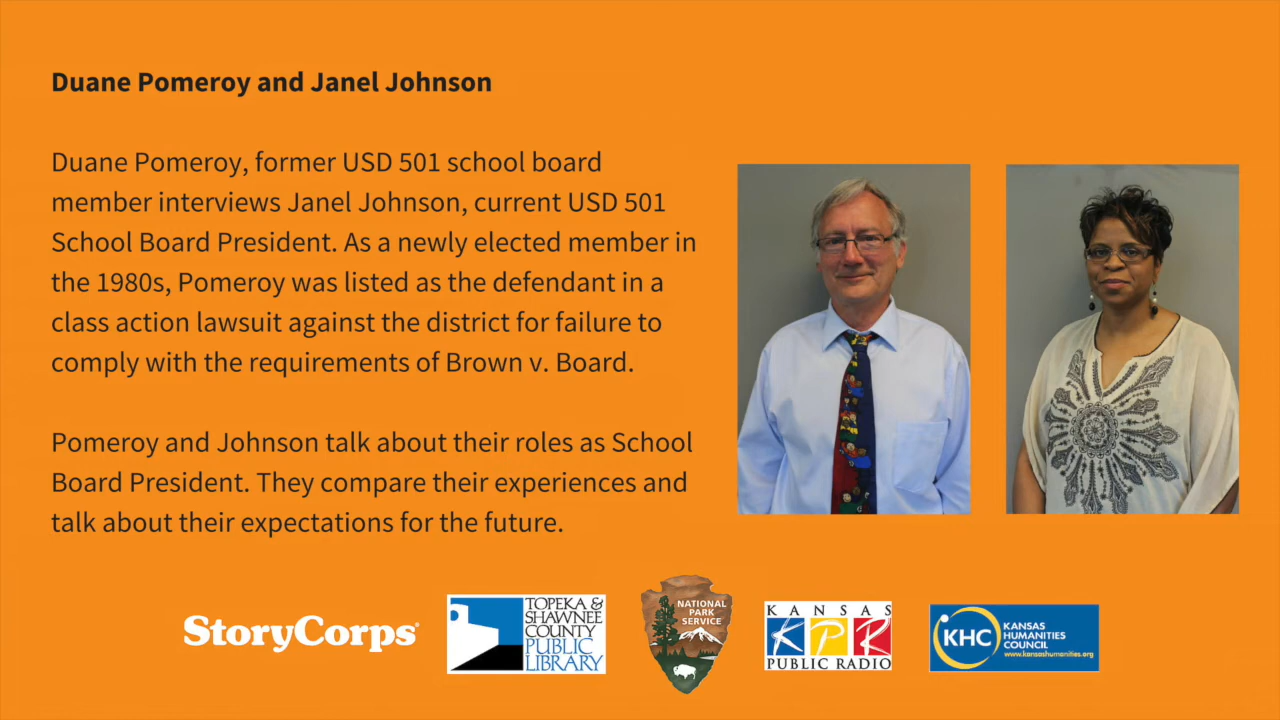 Duane Pomeroy and Janel Johnson
Duane Pomeroy, former USD 501 school board
member interviews Janel Johnson, current USD 501
School Board President. As a newly elected member in
the 1980s, Pomeroy was listed as the defendant in a
class action lawsuit against the district for failure to
comply with the requirements of Brown v. Board.
Pomeroy and Johnson talk about their roles as School
Board President. They compare their experiences and
talk about their expectations for the future.
StoryCorps®
TOPEKA &
SHAWNEE
COUNTY
PUBLIC
LIBRARY
NATIONAL
PARK
SERVICE
KANSAS
KPR
PUBLIC RADIO
KHC
KANSAS
HUMANITIES
COUNCIL
www.kansashumanities.org